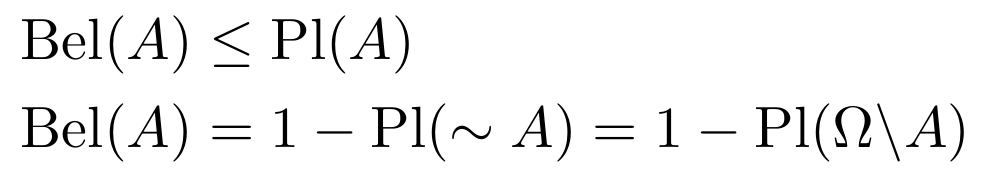 Bel(A) ≤ Pl(A)
Bel(A) = 1 − Pl(∼ A) = 1 − Pl(Ω\A)